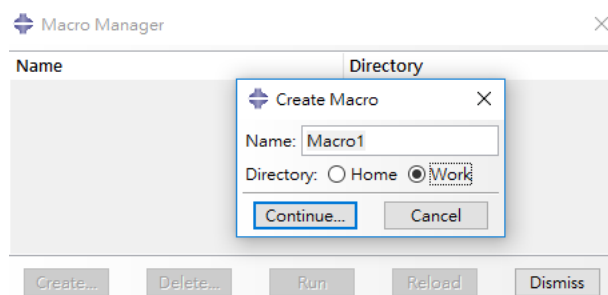 Macro Manager
Name Directory
Create Macro
Name: Macro1
Directory: Home Work
Continue... Cancel
Create... Delete... Run Reload Dismiss